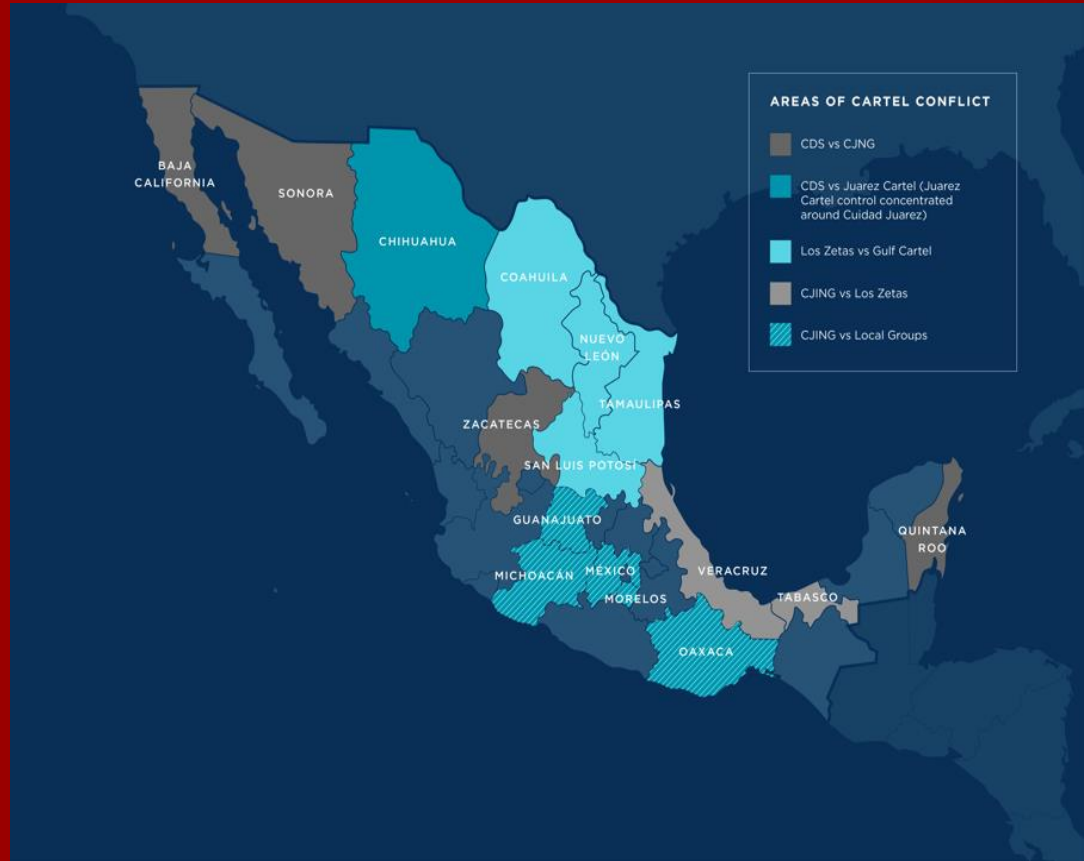 AREAS OF CARTEL CONFLICT
CDS vs CJNG
CDS vs Juarez Cartel (Juarez
Cartel control concentrated
around Cuidad Juarez)
Los Zetas vs Gulf Cartel
CJING vs Los Zetas
CJING vs Local Groups
BAJA
CALIFORNIA
SONORA
CHIHUAHUA
COAHUILA
NUEVO
LEÓN
TAMAULIPAS
ZACATECAS
SAN LUIS POTOSÍ
GUANAJUATO
MICHOACÁN
MÉXICO
MORELOS
VERACRUZ
TABASCO
OAXACA
QUINTANA
ROO